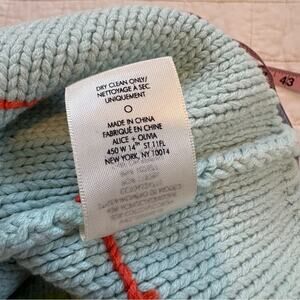 DRY CLEAN ONLY/
NETTOYAGE A SEC
UNIQUEMENT
MADE IN CHINA
FABRIQUÉ EN CHINE
ALICE + OLIVIA
450 W 14TH ST 11FL
NEW YORK, NY 10014
43